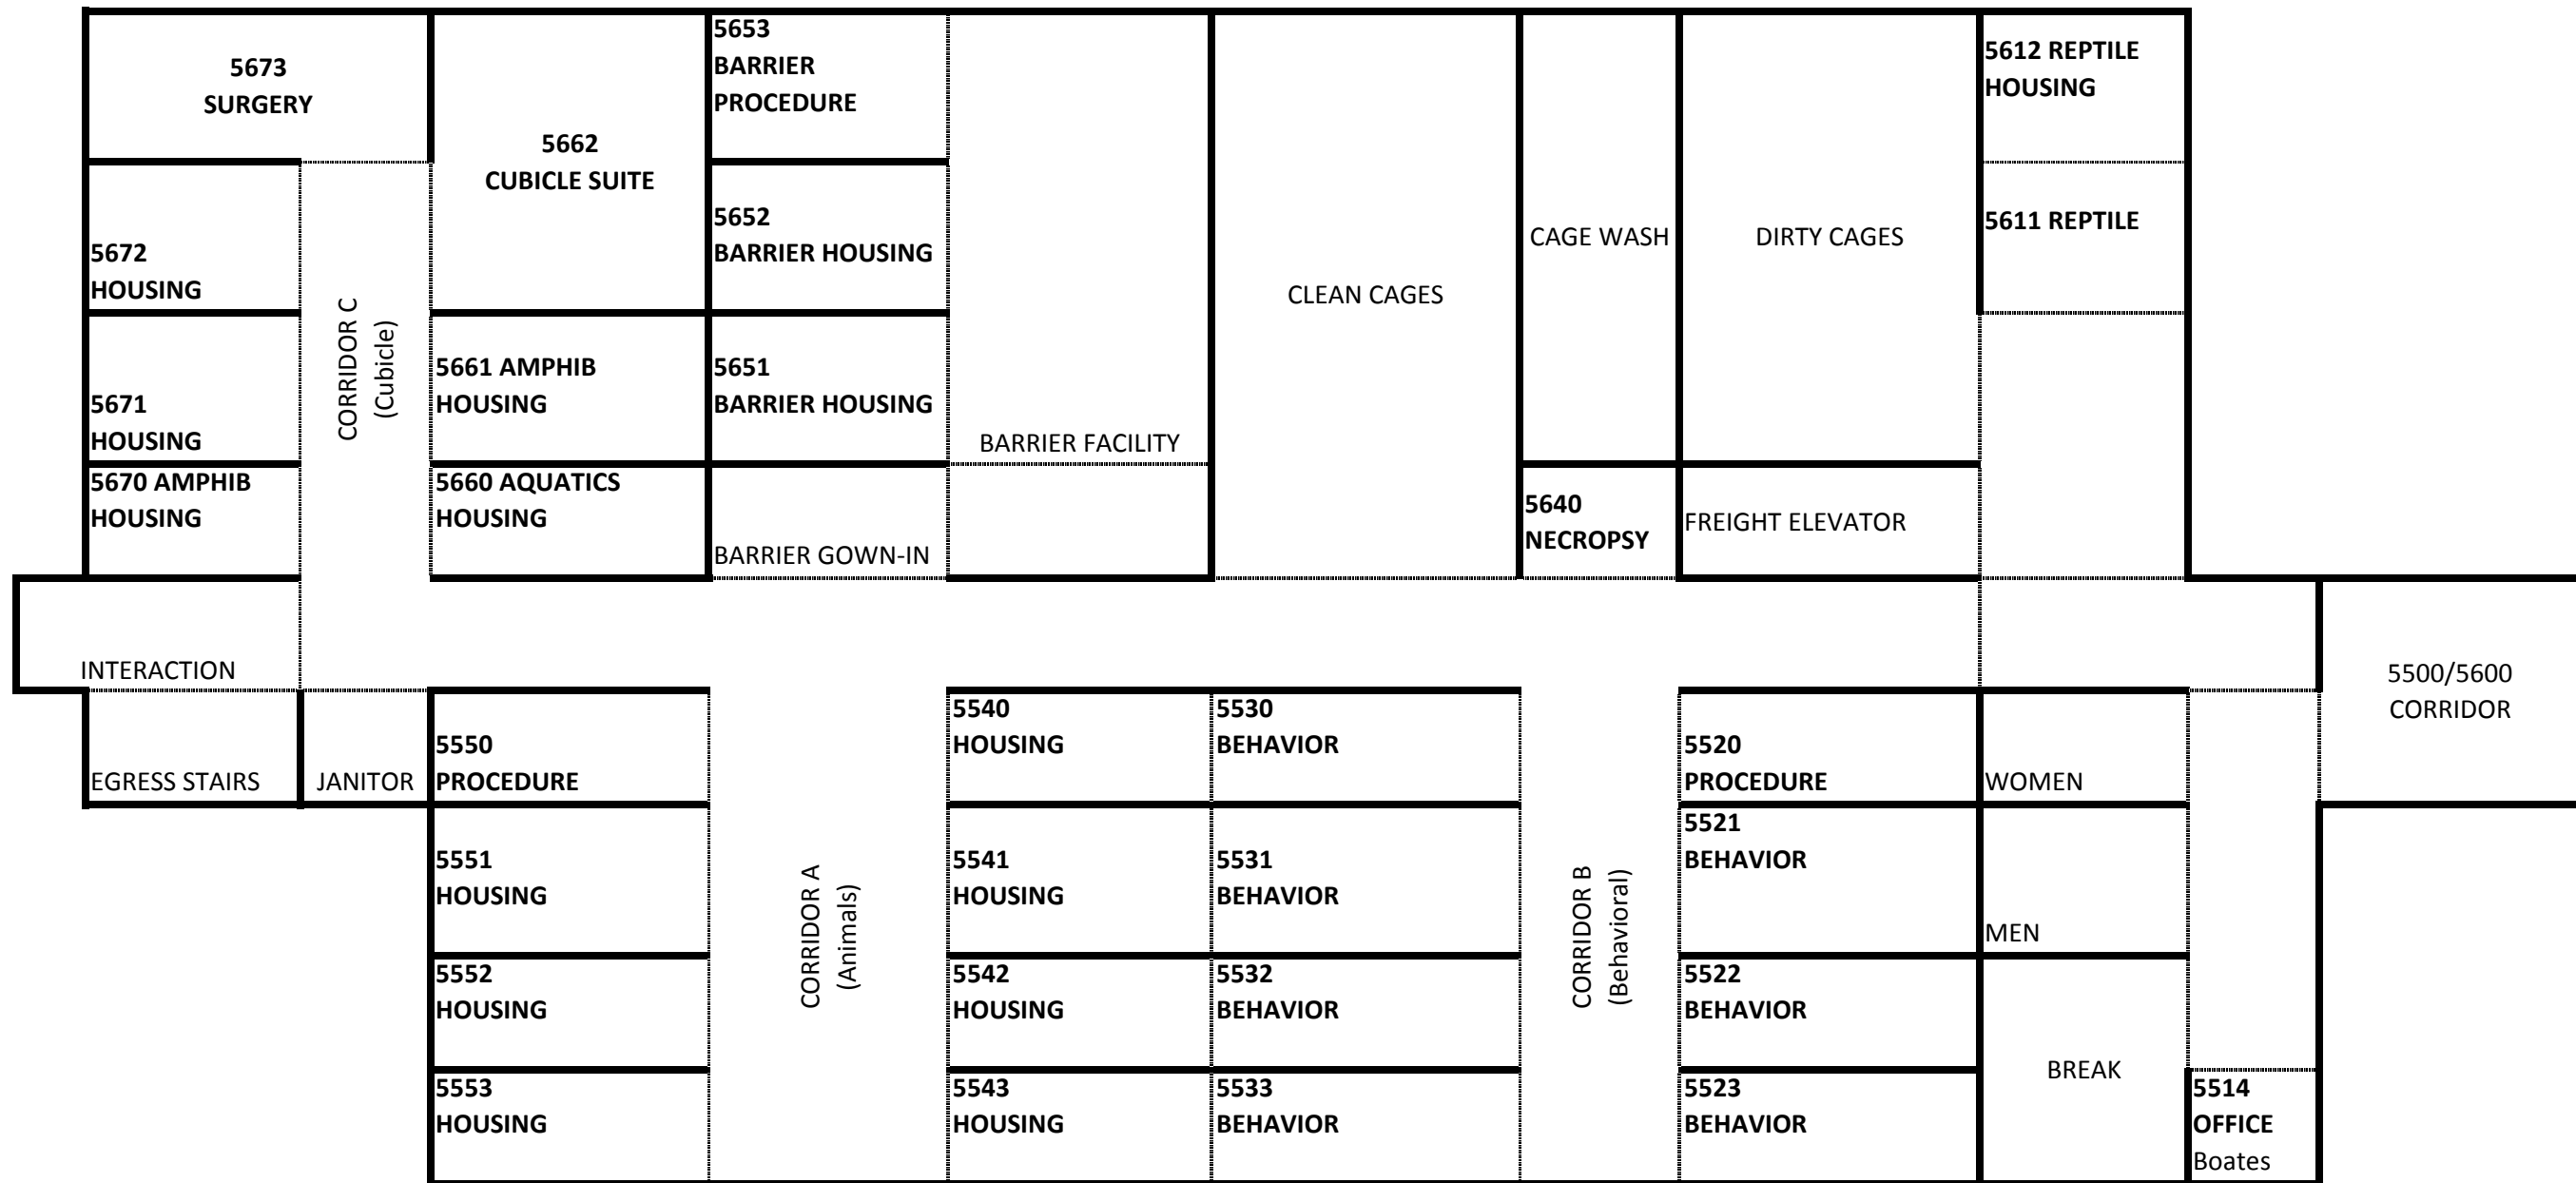 5673
SURGERY
5662
CUBICLE SUITE
5653
BARRIER
PROCEDURE
5612 REPTILE
HOUSING
5672
HOUSING
CORRIDOR C
(Cubicle)
5652
BARRIER HOUSING
CLEAN CAGES
CAGE WASH
DIRTY CAGES
5611 REPTILE
5671
HOUSING
5661 AMPHIB
HOUSING
5651
BARRIER HOUSING
BARRIER FACILITY
5670 AMPHIB
HOUSING
5660 AQUATICS
HOUSING
BARRIER GOWN-IN
5640
NECROPSY
FREIGHT ELEVATOR
INTERACTION
5500/5600
CORRIDOR
EGRESS STAIRS
JANITOR
5550
PROCEDURE
5540
HOUSING
5530
BEHAVIOR
5520
PROCEDURE
WOMEN
5551
HOUSING
CORRIDOR A
(Animals)
5541
HOUSING
5531
BEHAVIOR
CORRIDOR B
(Behavioral)
5521
BEHAVIOR
MEN
5552
HOUSING
5542
HOUSING
5532
BEHAVIOR
5522
BEHAVIOR
BREAK
5553
HOUSING
5543
HOUSING
5533
BEHAVIOR
5523
BEHAVIOR
5514
OFFICE
Boates